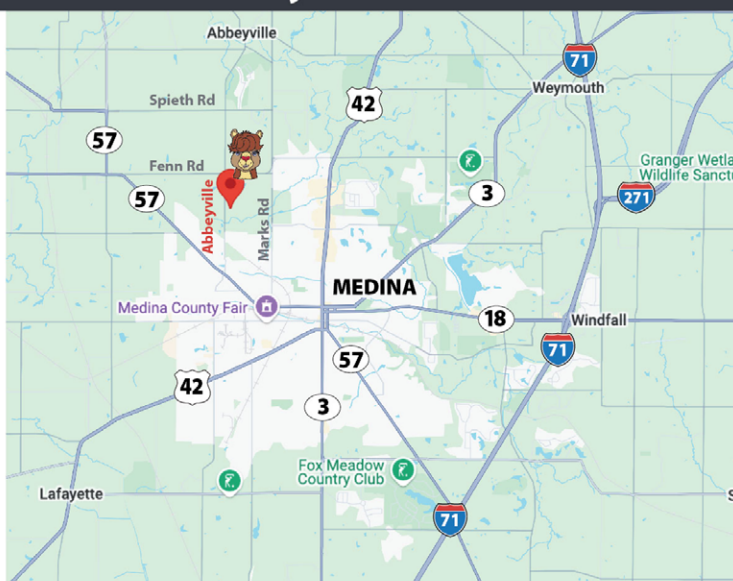 Abbeyville
71
Weymouth
42
Spieth Rd
57
Fenn Rd
Granger Wetla
Wildlife Sanctu
3
271
57
Abbeyville
Marks Rd
MEDINA
Medina County Fair
18
Windfall
71
57
42
3
Fox Meadow
Country Club
Lafayette
S
71